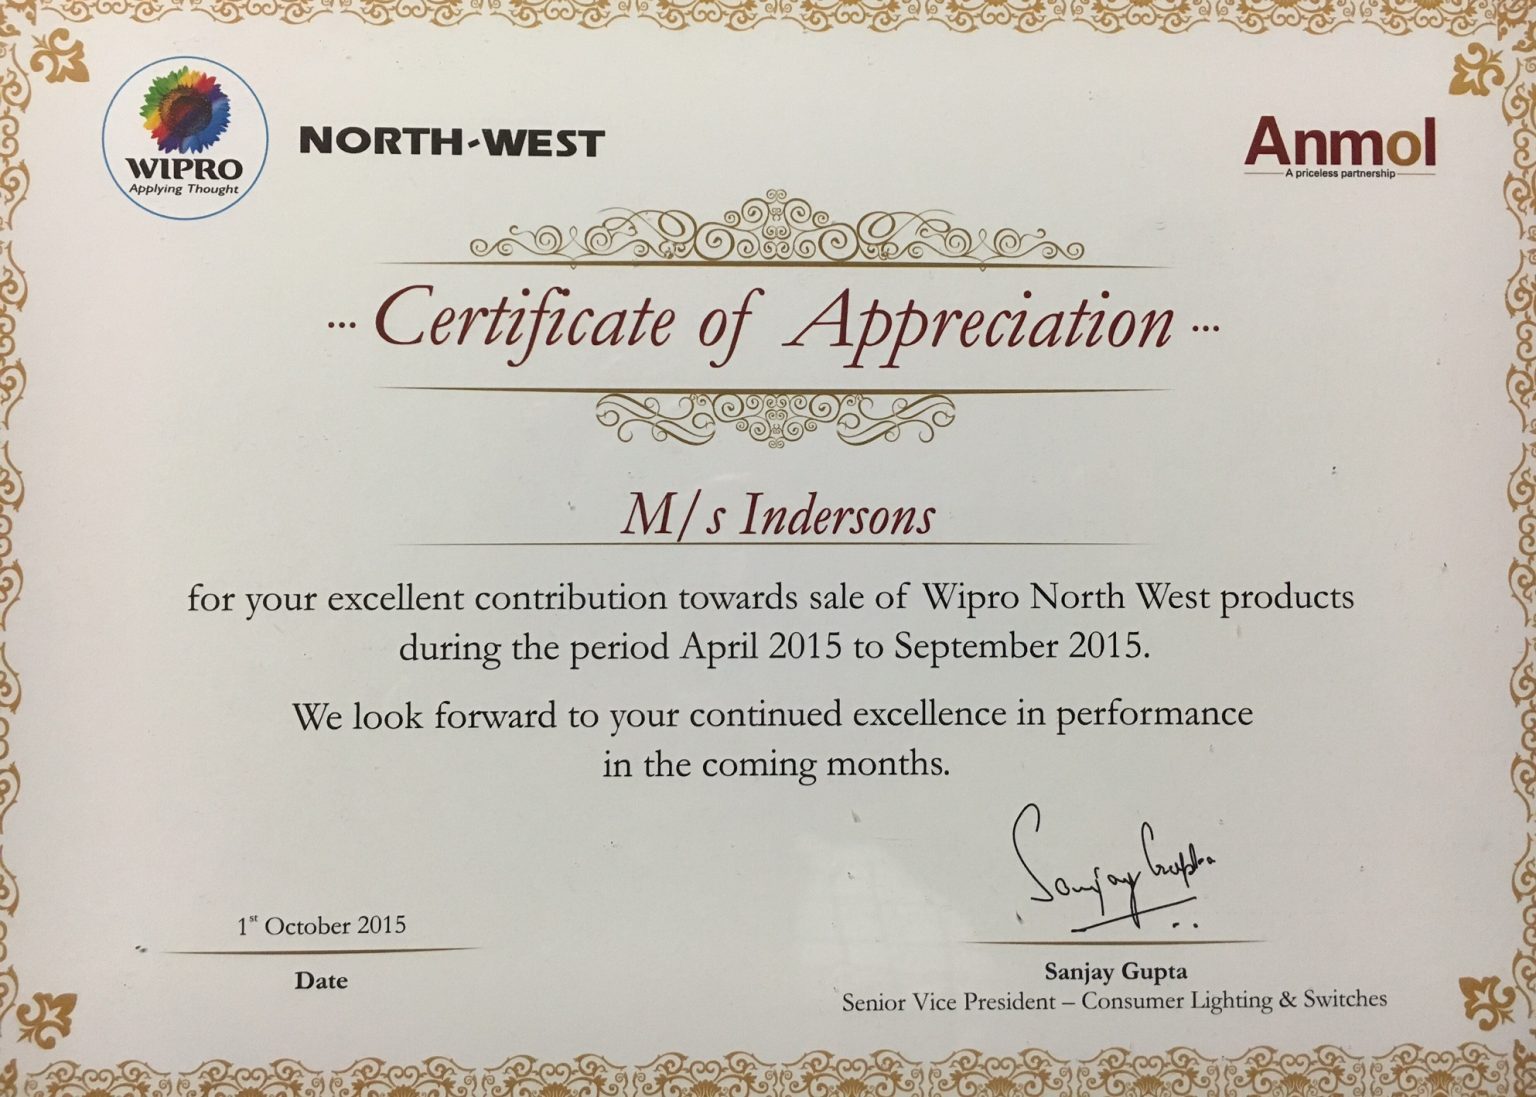 WIPRO
Applying Thought
NORTH-WEST
Anmol
A priceless partnership
... Certificate of Appreciation ...
M/s Indersons
for your excellent contribution towards sale of Wipro North West products
during the period April 2015 to September 2015.
We look forward to your continued excellence in performance
in the coming months.
Sanjay Gupta
1st October 2015
Date
Sanjay Gupta
Senior Vice President – Consumer Lighting & Switches